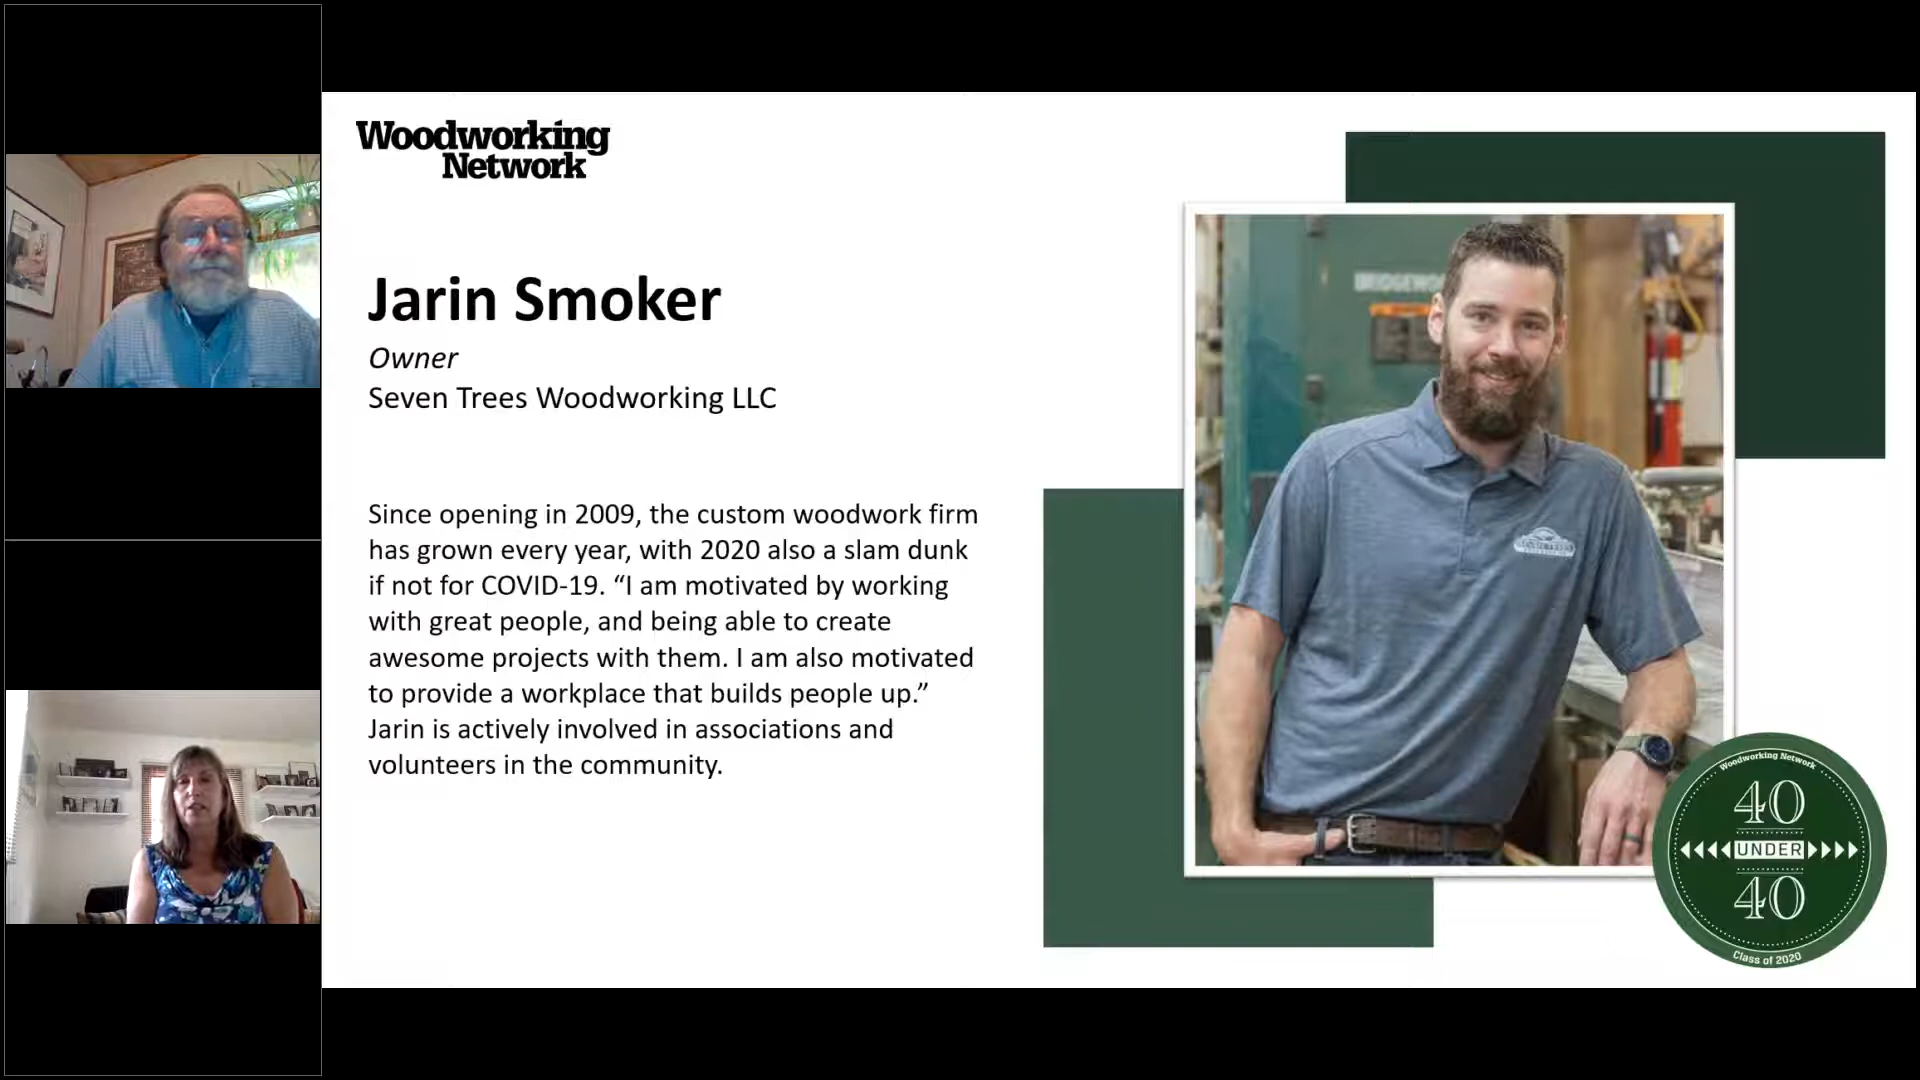 Woodworking
Network
Jarin Smoker
Owner
Seven Trees Woodworking LLC
Since opening in 2009, the custom woodwork firm
has grown every year, with 2020 also a slam dunk
if not for COVID-19. “I am motivated by working
with great people, and being able to create
awesome projects with them. I am also motivated
to provide a workplace that builds people up.”
Jarin is actively involved in associations and
volunteers in the community.
Woodworking Network
40
UNDER
40
Class of 2020